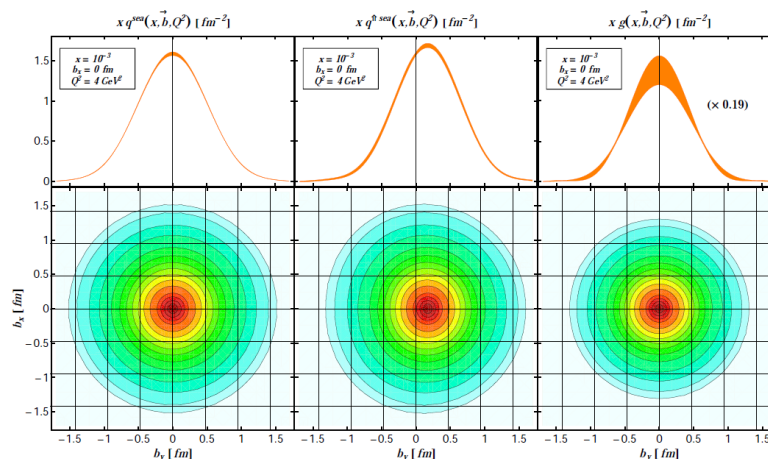 x q^sea(x,b⃗,Q²) [ fm⁻²]
x q^⇑ sea(x,b⃗,Q²) [ fm⁻²]
x g(x,b⃗,Q²) [ fm⁻²]
1.5
1
0.5
0
x = 10⁻³
b_x = 0 fm
Q² = 4 GeV²
x = 10⁻³
b_x = 0 fm
Q² = 4 GeV²
x = 10⁻³
b_x = 0 fm
Q² = 4 GeV²
(× 0.19)
b_x [ fm]
1.5
1
0.5
0
−0.5
−1
−1.5
−1.5 −1 −0.5 0 0.5 1 1.5
−1.5 −1 −0.5 0 0.5 1 1.5
−1.5 −1 −0.5 0 0.5 1 1.5
b_x [ fm]
b_x [ fm]
b_x [ fm]